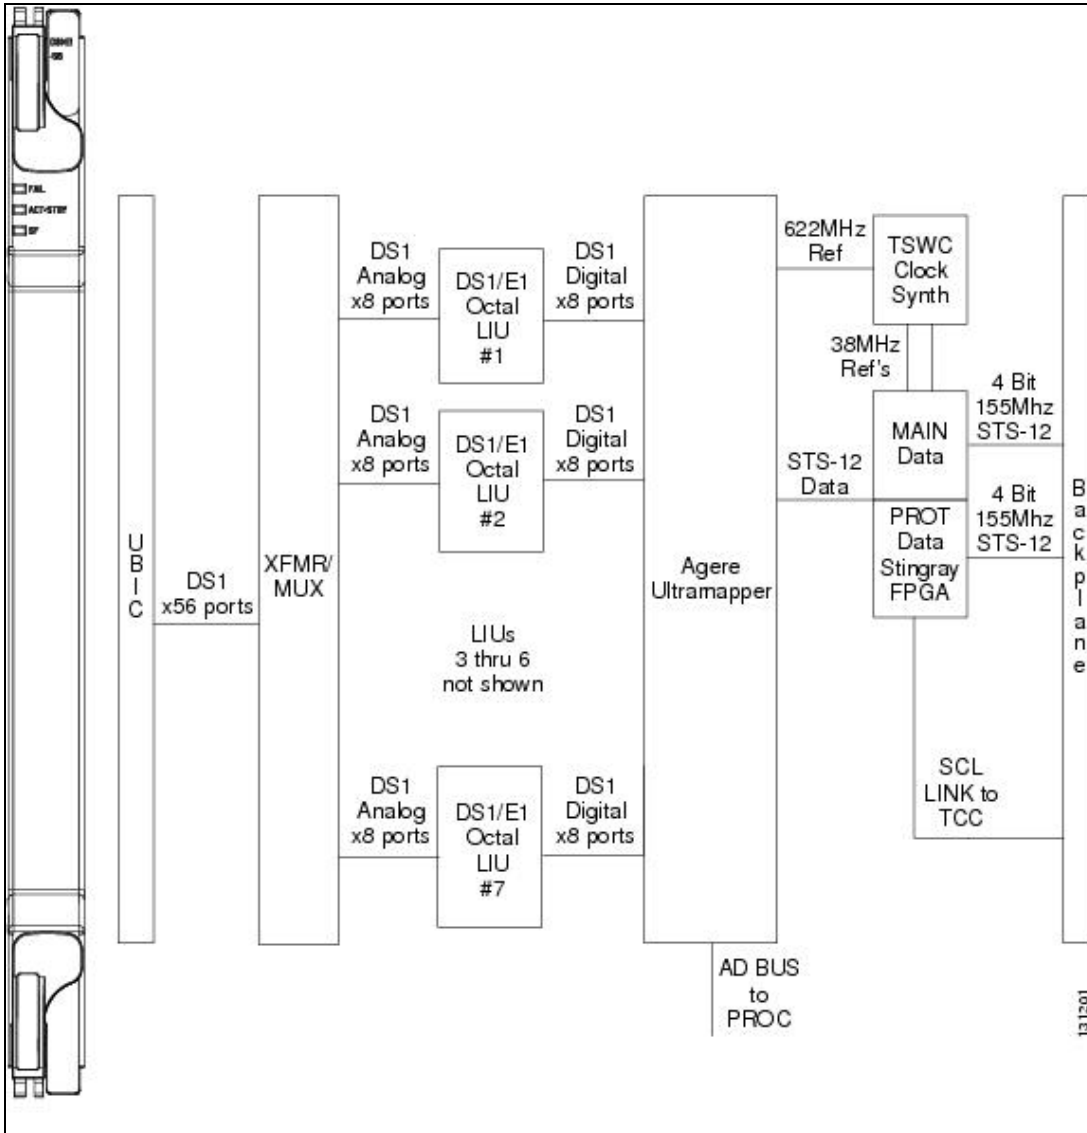 FAIL
ACT-STBY
SF
UBIC
DS1
x56 ports
XFMR/
MUX
DS1
Analog
x8 ports
DS1/E1
Octal
LIU
#1
DS1
Digital
x8 ports
DS1
Analog
x8 ports
DS1/E1
Octal
LIU
#2
DS1
Digital
x8 ports
LIUs
3 thru 6
not shown
DS1
Analog
x8 ports
DS1/E1
Octal
LIU
#7
DS1
Digital
x8 ports
Agere
Ultramapper
AD BUS
to
PROC
622MHz
Ref
TSWC
Clock
Synth
38MHz
Ref's
STS-12
Data
MAIN
Data
PROT
Data
Stingray
FPGA
4 Bit
155Mhz
STS-12
4 Bit
155Mhz
STS-12
SCL
LINK to
TCC
Backplane
131201